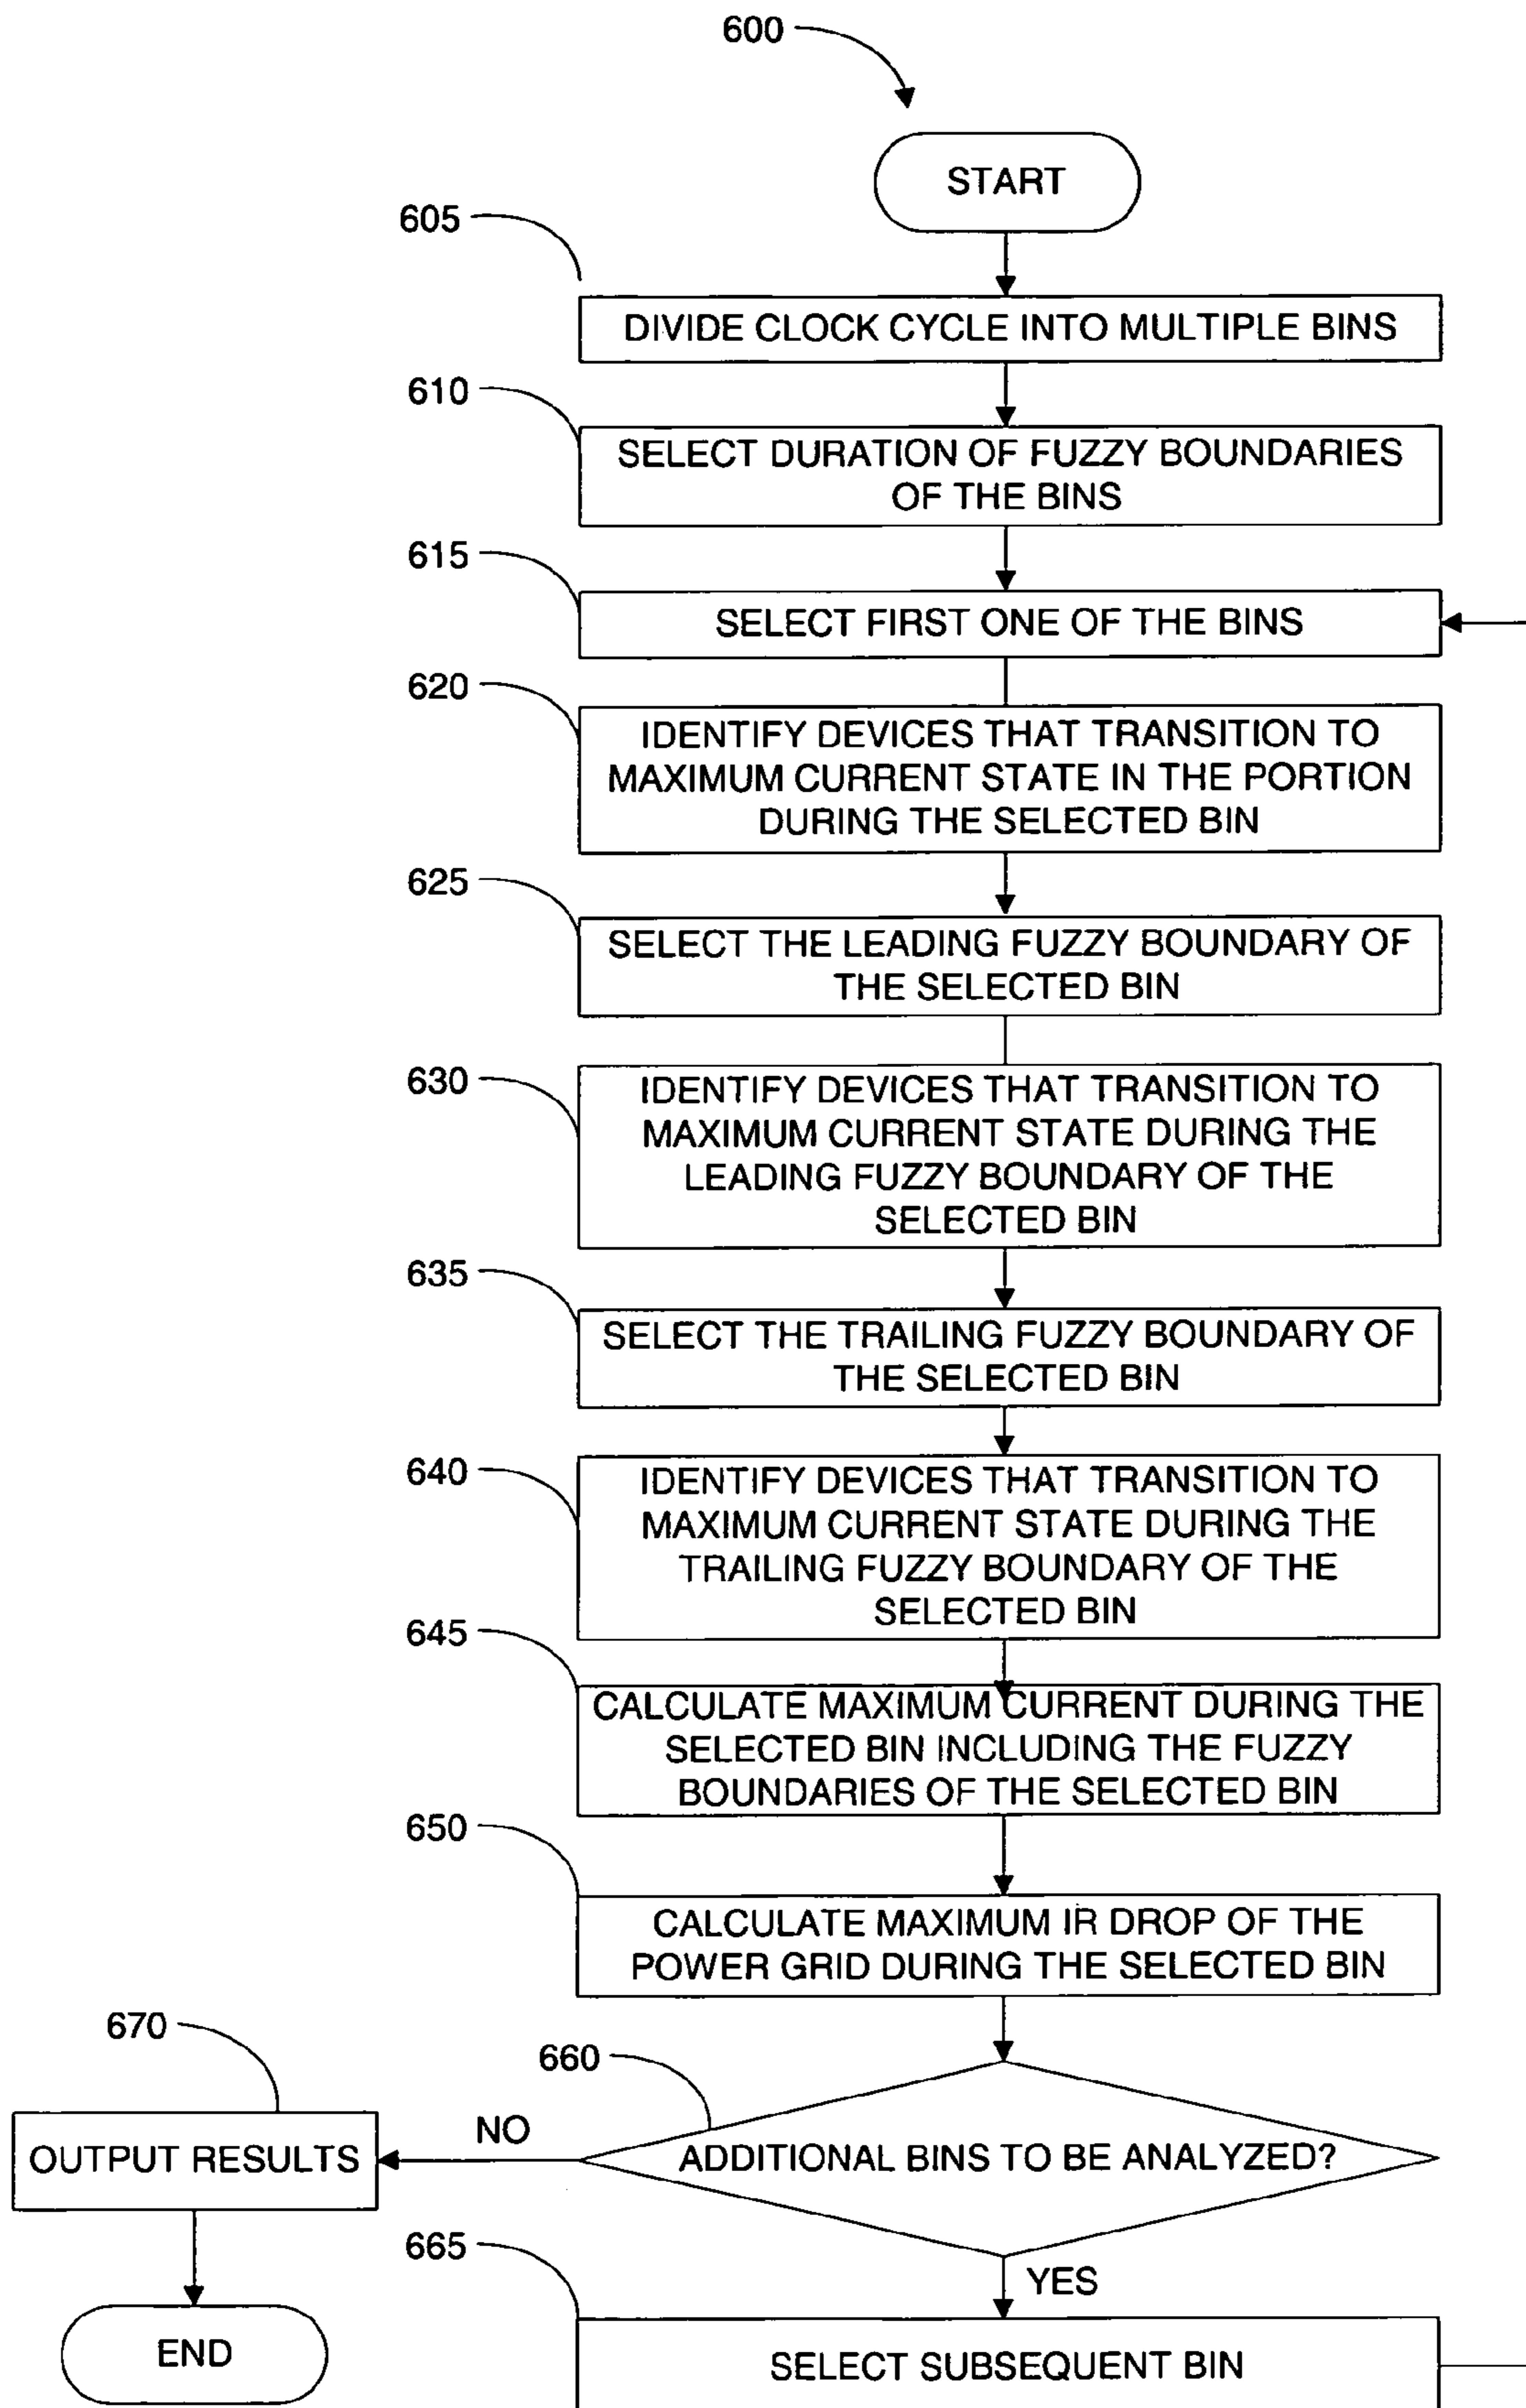 600
START
605
DIVIDE CLOCK CYCLE INTO MULTIPLE BINS
610
SELECT DURATION OF FUZZY BOUNDARIES
OF THE BINS
615
SELECT FIRST ONE OF THE BINS
620
IDENTIFY DEVICES THAT TRANSITION TO
MAXIMUM CURRENT STATE IN THE PORTION
DURING THE SELECTED BIN
625
SELECT THE LEADING FUZZY BOUNDARY OF
THE SELECTED BIN
630
IDENTIFY DEVICES THAT TRANSITION TO
MAXIMUM CURRENT STATE DURING THE
LEADING FUZZY BOUNDARY OF THE
SELECTED BIN
635
SELECT THE TRAILING FUZZY BOUNDARY OF
THE SELECTED BIN
640
IDENTIFY DEVICES THAT TRANSITION TO
MAXIMUM CURRENT STATE DURING THE
TRAILING FUZZY BOUNDARY OF THE
SELECTED BIN
645
CALCULATE MAXIMUM CURRENT DURING THE
SELECTED BIN INCLUDING THE FUZZY
BOUNDARIES OF THE SELECTED BIN
650
CALCULATE MAXIMUM IR DROP OF THE
POWER GRID DURING THE SELECTED BIN
660
ADDITIONAL BINS TO BE ANALYZED?
NO
670
OUTPUT RESULTS
END
YES
665
SELECT SUBSEQUENT BIN